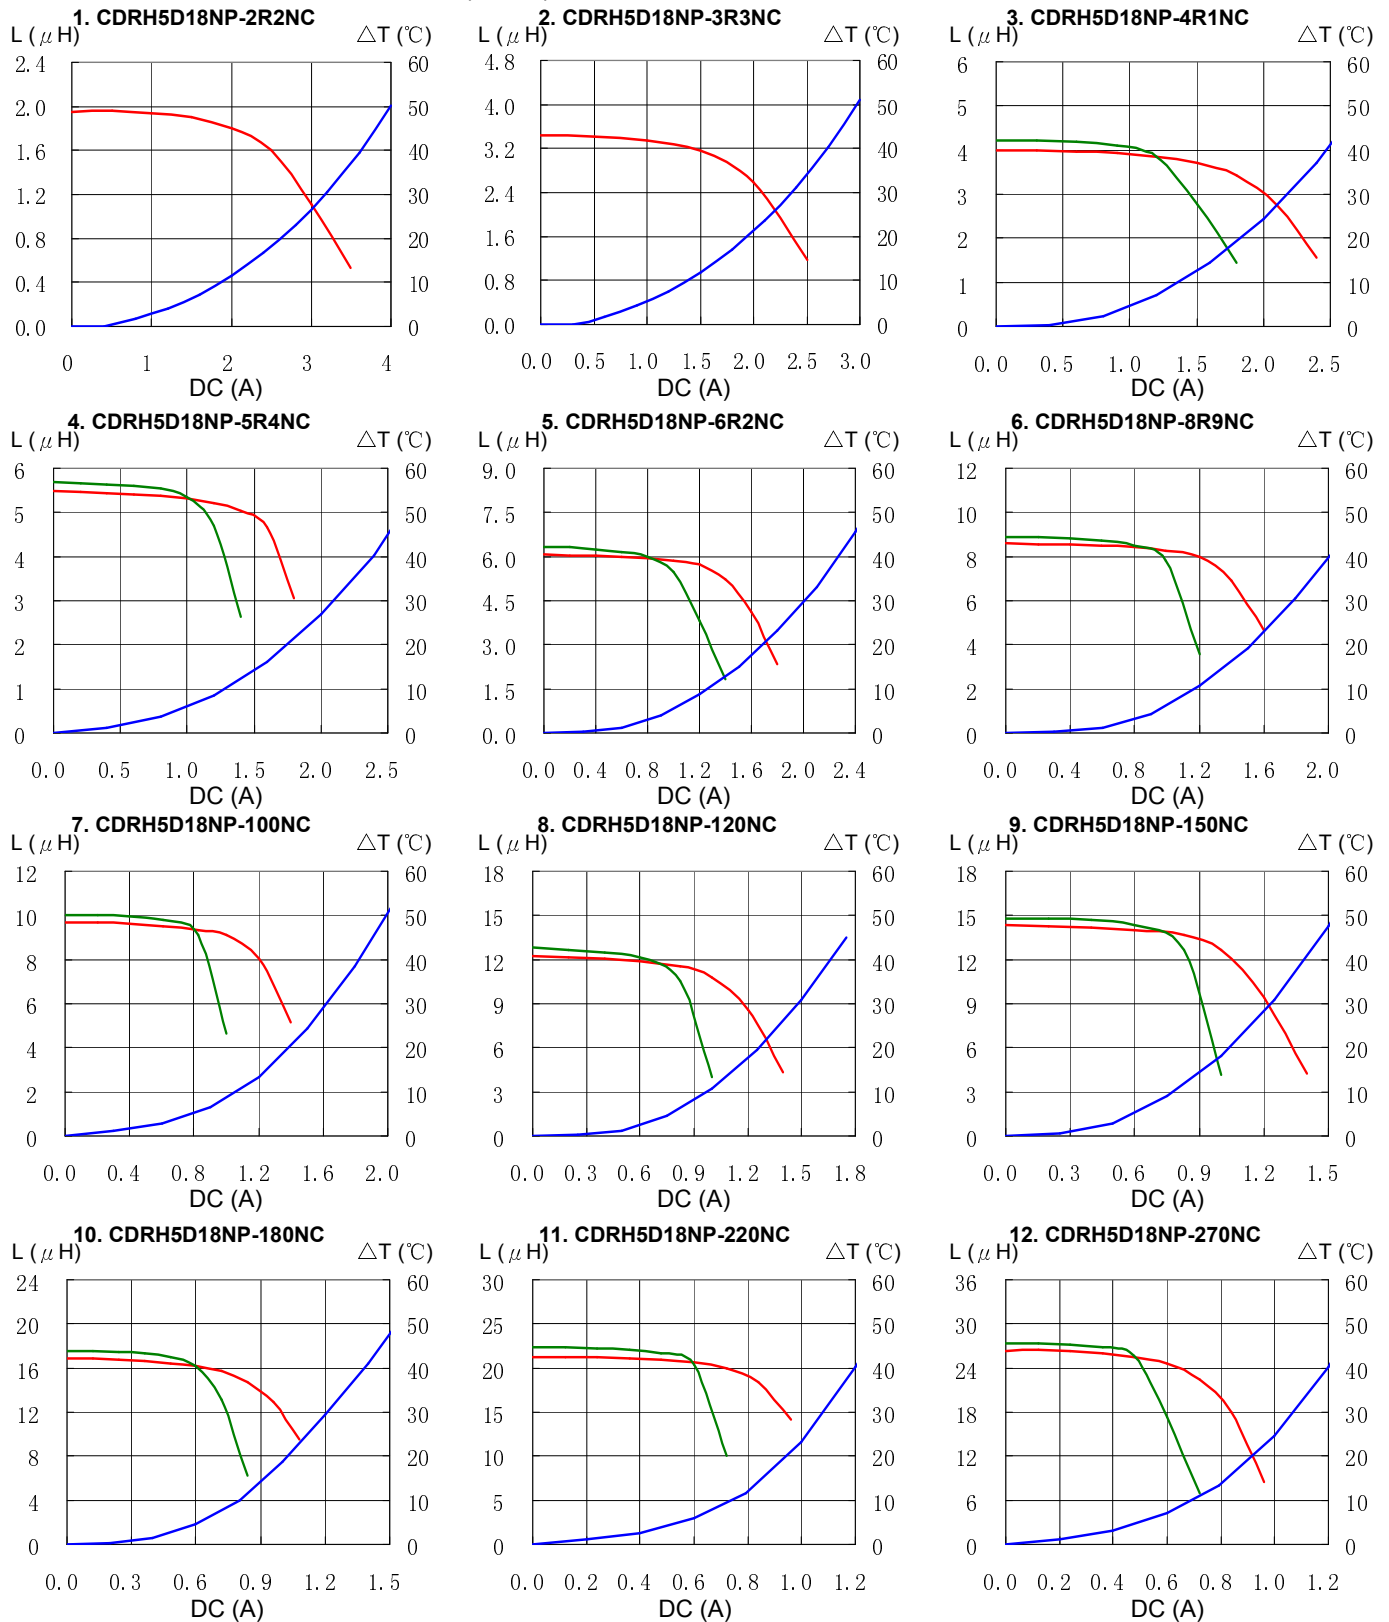 1. CDRH5D18NP-2R2NC
L (μH) △T (℃)
2.4 60
2.0 50
1.6 40
1.2 30
0.8 20
0.4 10
0.0 0
0 1 2 3 4
DC (A)
2. CDRH5D18NP-3R3NC
L (μH) △T (℃)
4.8 60
4.0 50
3.2 40
2.4 30
1.6 20
0.8 10
0.0 0
0.0 0.5 1.0 1.5 2.0 2.5 3.0
DC (A)
3. CDRH5D18NP-4R1NC
L (μH) △T (℃)
6 60
5 50
4 40
3 30
2 20
1 10
0 0
0.0 1.0 1.5 2.0 2.5
DC (A)
4. CDRH5D18NP-5R4NC
L (μH) △T (℃)
6 60
5 50
4 40
3 30
2 20
1 10
0 0
0.0 0.5 1.0 1.5 2.0 2.5
DC (A)
5. CDRH5D18NP-6R2NC
L (μH) △T (℃)
9.0 60
7.5 50
6.0 40
4.5 30
3.0 20
1.5 10
0.0 0
0.0 0.4 0.8 1.2 1.6 2.0 2.4
DC (A)
6. CDRH5D18NP-8R9NC
L (μH) △T (℃)
12 60
10 50
8 40
6 30
4 20
2 10
0 0
0.0 0.4 0.8 1.2 1.6 2.0
DC (A)
7. CDRH5D18NP-100NC
L (μH) △T (℃)
12 60
10 50
8 40
6 30
4 20
2 10
0 0
0.0 0.4 0.8 1.2 1.6 2.0
DC (A)
8. CDRH5D18NP-120NC
L (μH) △T (℃)
18 60
15 50
12 40
9 30
6 20
3 10
0 0
0.0 0.3 0.6 0.9 1.2 1.5 1.8
DC (A)
9. CDRH5D18NP-150NC
L (μH) △T (℃)
18 60
15 50
12 40
9 30
6 20
3 10
0 0
0.0 0.3 0.6 0.9 1.2 1.5
DC (A)
10. CDRH5D18NP-180NC
L (μH) △T (℃)
24 60
20 50
16 40
12 30
8 20
4 10
0 0
0.0 0.3 0.6 0.9 1.2 1.5
DC (A)
11. CDRH5D18NP-220NC
L (μH) △T (℃)
30 60
25 50
20 40
15 30
10 20
5 10
0 0
0.0 0.2 0.4 0.6 0.8 1.0 1.2
DC (A)
12. CDRH5D18NP-270NC
L (μH) △T (℃)
36 60
30 50
24 40
18 30
12 20
6 10
0 0
0.0 0.2 0.4 0.6 0.8 1.0 1.2
DC (A)